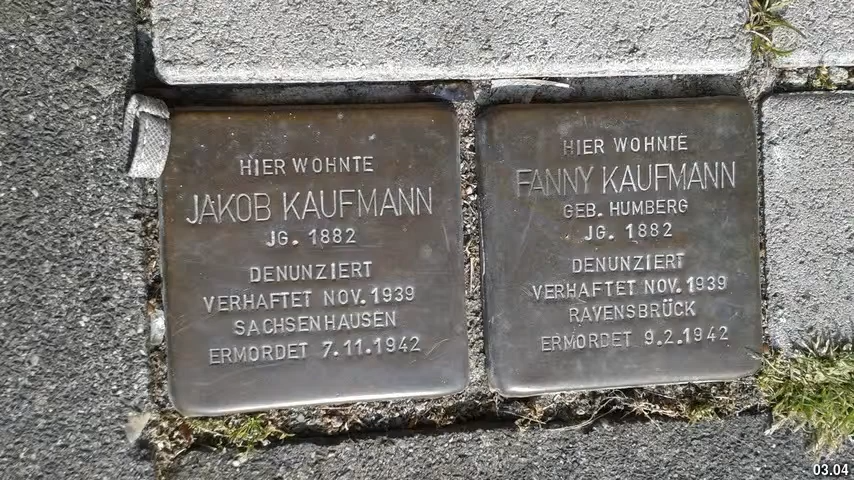 HIER WOHNTE
JAKOB KAUFMANN
JG. 1882
DENUNZIERT
VERHAFTET NOV. 1939
SACHSENHAUSEN
ERMORDET 7.11.1942
HIER WOHNTE
FANNY KAUFMANN
GEB. HUMBERG
JG. 1882
DENUNZIERT
VERHAFTET NOV. 1939
RAVENSBRÜCK
ERMORDET 9.2.1942
03.04